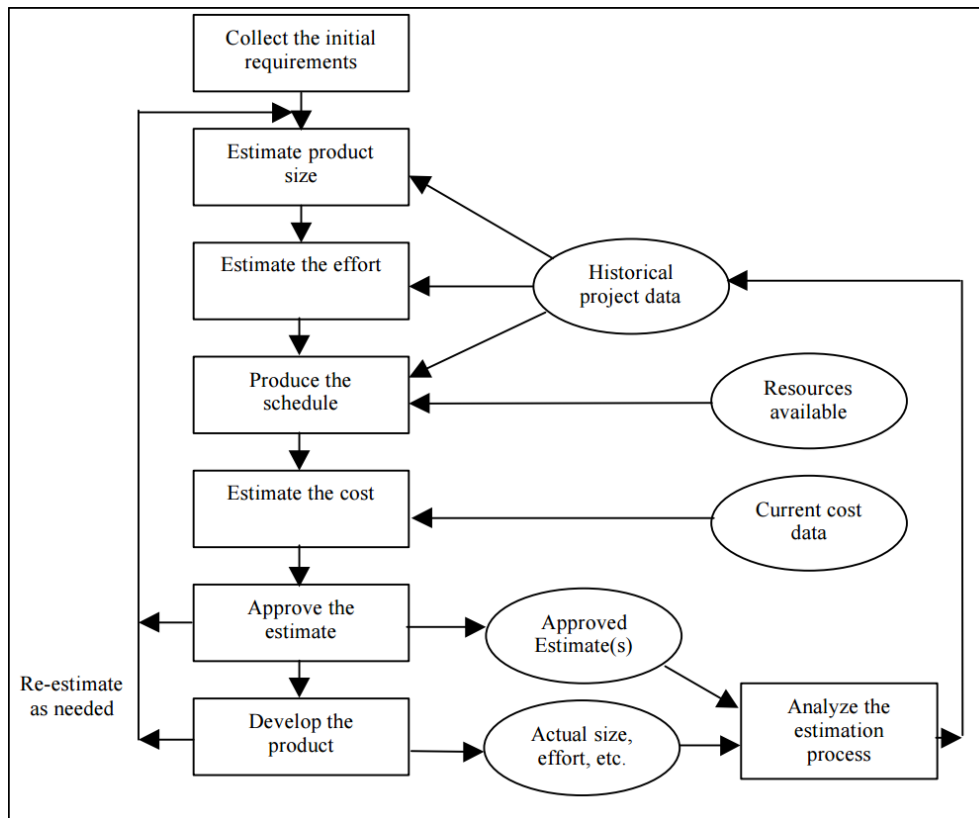 Collect the initial
requirements
Estimate product
size
Estimate the effort
Historical
project data
Produce the
schedule
Resources
available
Estimate the cost
Current cost
data
Approve the
estimate
Approved
Estimate(s)
Re-estimate
as needed
Develop the
product
Actual size,
effort, etc.
Analyze the
estimation
process